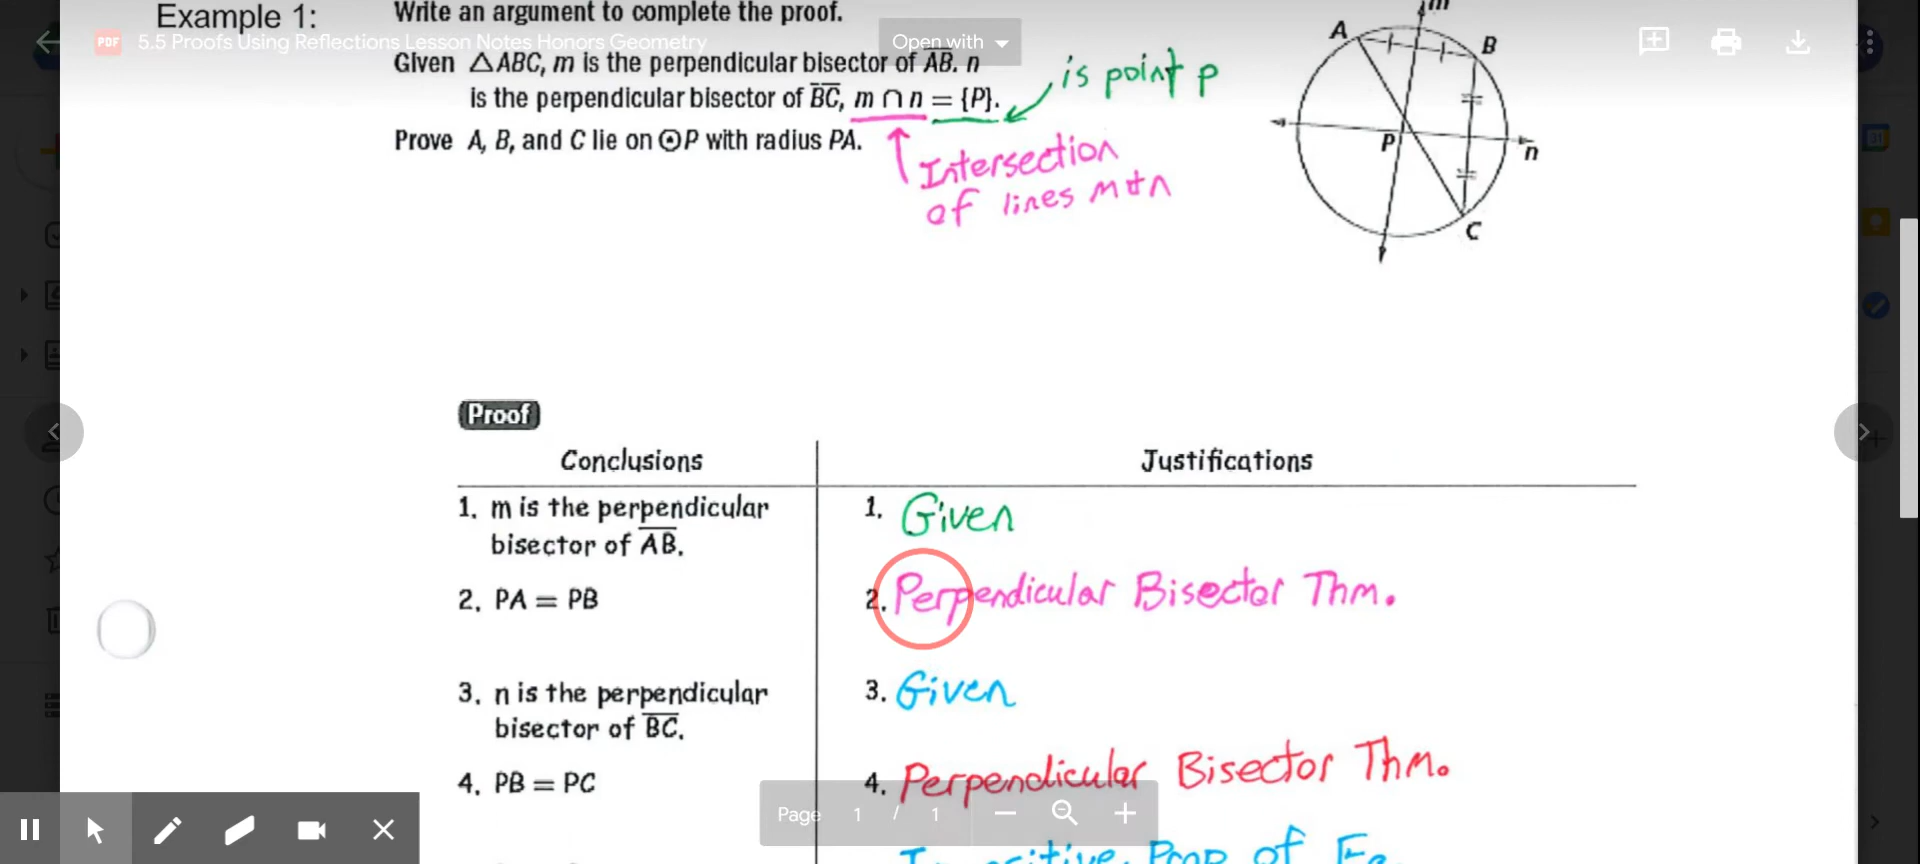 Example 1:
Write an argument to complete the proof.
PDF 5.5 Proofs Using Reflections Lesson Notes Honors Geometry
Open with
Given △ABC, m is the perpendicular bisector of A̅B̅. n
is the perpendicular bisector of B̅C̅, m ∩ n = {P}.
is point p
Prove A, B, and C lie on ⊙P with radius PA.
Intersection
of lines m + n
m
A
B
P
n
C
31
Proof
Conclusions
Justifications
1. m is the perpendicular
bisector of A̅B̅.
1. Given
2. PA = PB
2. Perpendicular Bisector Thm.
3. n is the perpendicular
bisector of B̅C̅.
3. Given
4. PB = PC
4. Perpendicular Bisector Thm.
Page 1 / 1
Prop of